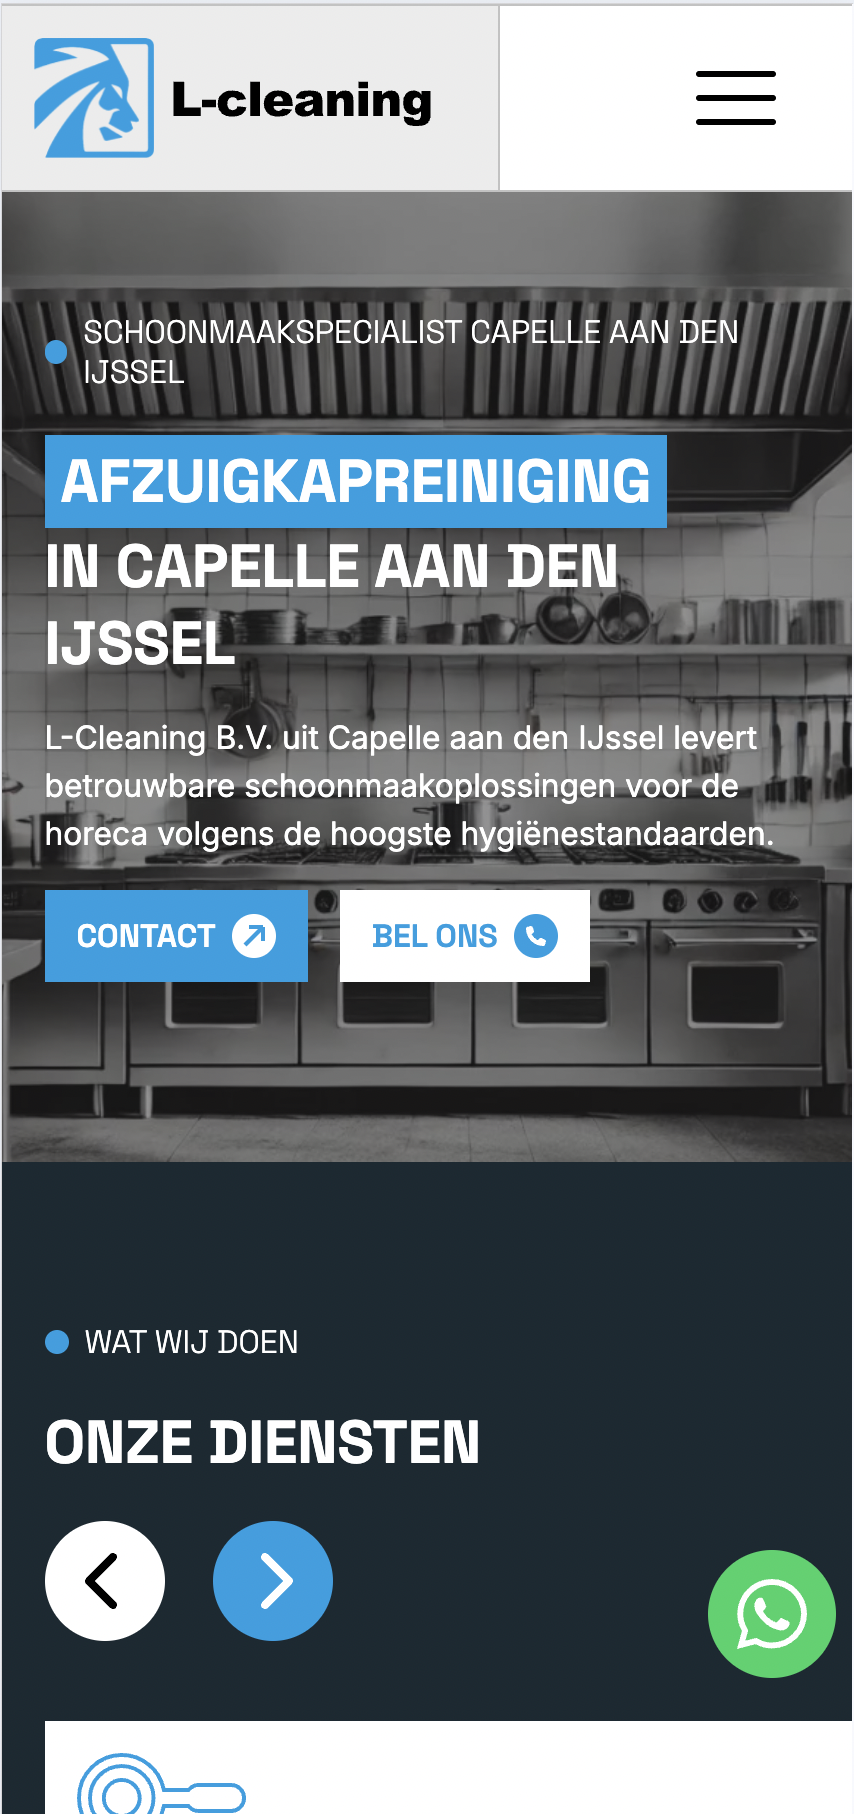 L-cleaning
SCHOONMAAKSPECIALIST CAPELLE AAN DEN
IJSSEL
AFZUIGKAPREINIGING
IN CAPELLE AAN DEN
IJSSEL
L-Cleaning B.V. uit Capelle aan den IJssel levert
betrouwbare schoonmaakoplossingen voor de
horeca volgens de hoogste hygiënestandaarden.
CONTACT
BEL ONS
WAT WIJ DOEN
ONZE DIENSTEN